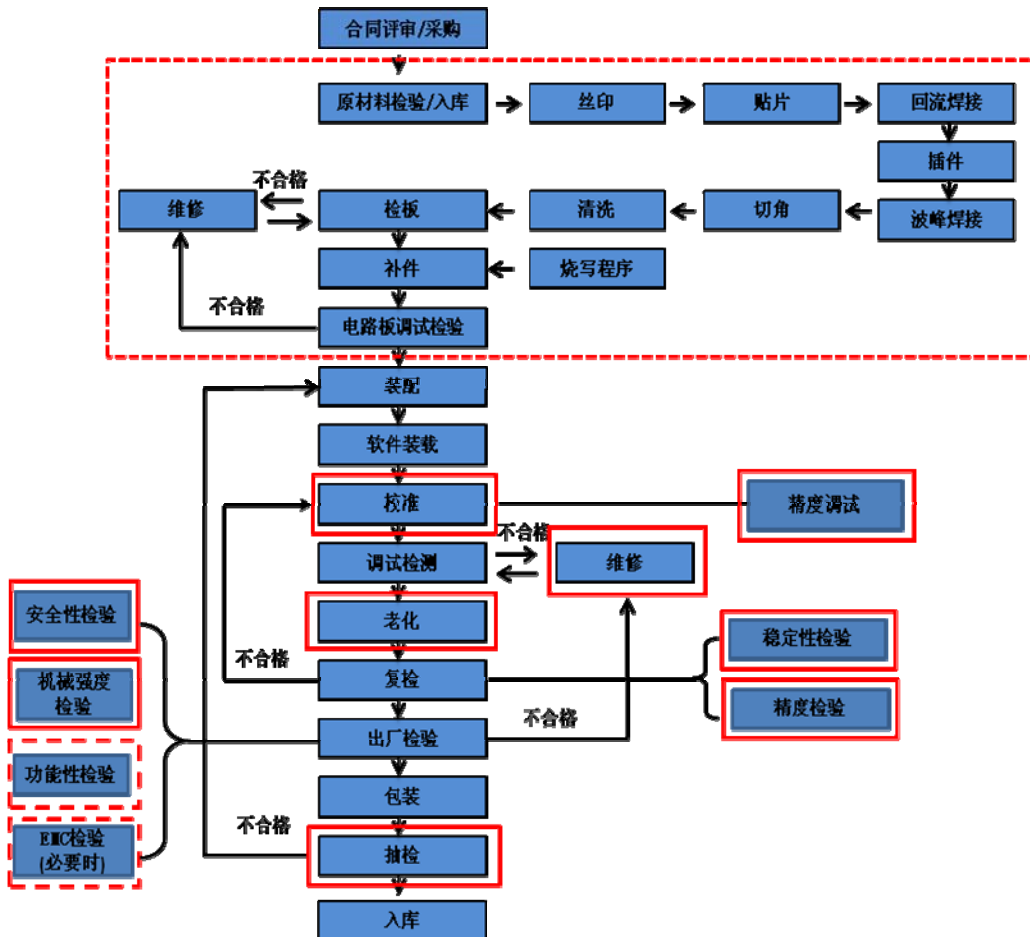 合同评审/采购
原材料检验/入库
丝印
贴片
回流焊接
插件
不合格
维修
检板
清洗
切角
波峰焊接
补件
烧写程序
不合格
电路板调试检验
装配
软件装载
校准
精度调试
不合格
调试检测
维修
安全性检验
老化
稳定性检验
不合格
复检
机械强度
检验
精度检验
不合格
出厂检验
功能性检验
包装
不合格
EMC检验
(必要时)
抽检
入库